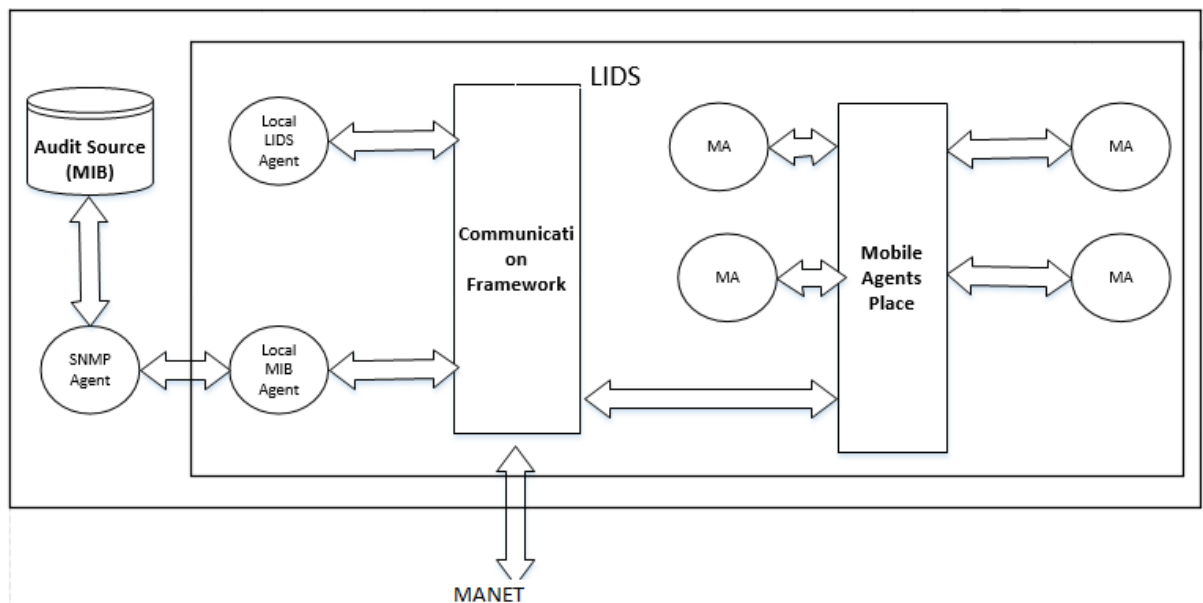 LIDS
Audit Source
(MIB)
Local
LIDS
Agent
Communicati
on
Framework
MA
MA
Mobile
Agents
Place
MA
MA
SNMP
Agent
Local
MIB
Agent
MANET